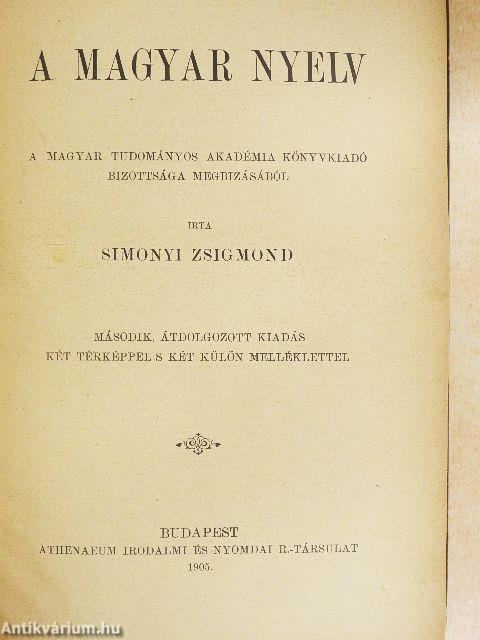 A MAGYAR NYELV
A MAGYAR TUDOMÁNYOS AKADÉMIA KÖNYVKIADÓ
BIZOTTSÁGA MEGBIZÁSÁBÓL
IRTA
SIMONYI ZSIGMOND
MÁSODIK, ÁTDOLGOZOTT KIADÁS
KÉT TÉRKÉPPEL S KÉT KÜLÖN MELLÉKLETTEL
BUDAPEST
ATHENAEUM IRODALMI ÉS NYOMDAI R.-TÁRSULAT
1905.
Antikvárium.hu